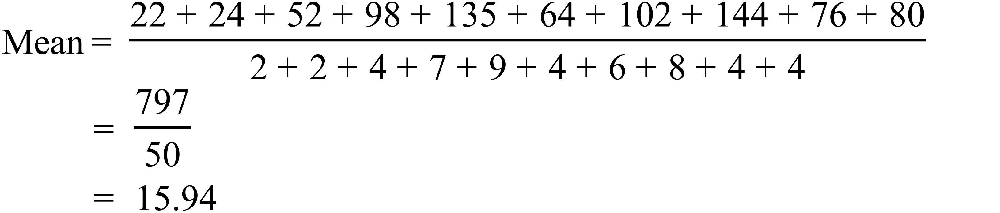 Mean = (22 + 24 + 52 + 98 + 135 + 64 + 102 + 144 + 76 + 80) / (2 + 2 + 4 + 7 + 9 + 4 + 6 + 8 + 4 + 4)
= 797 / 50
= 15.94